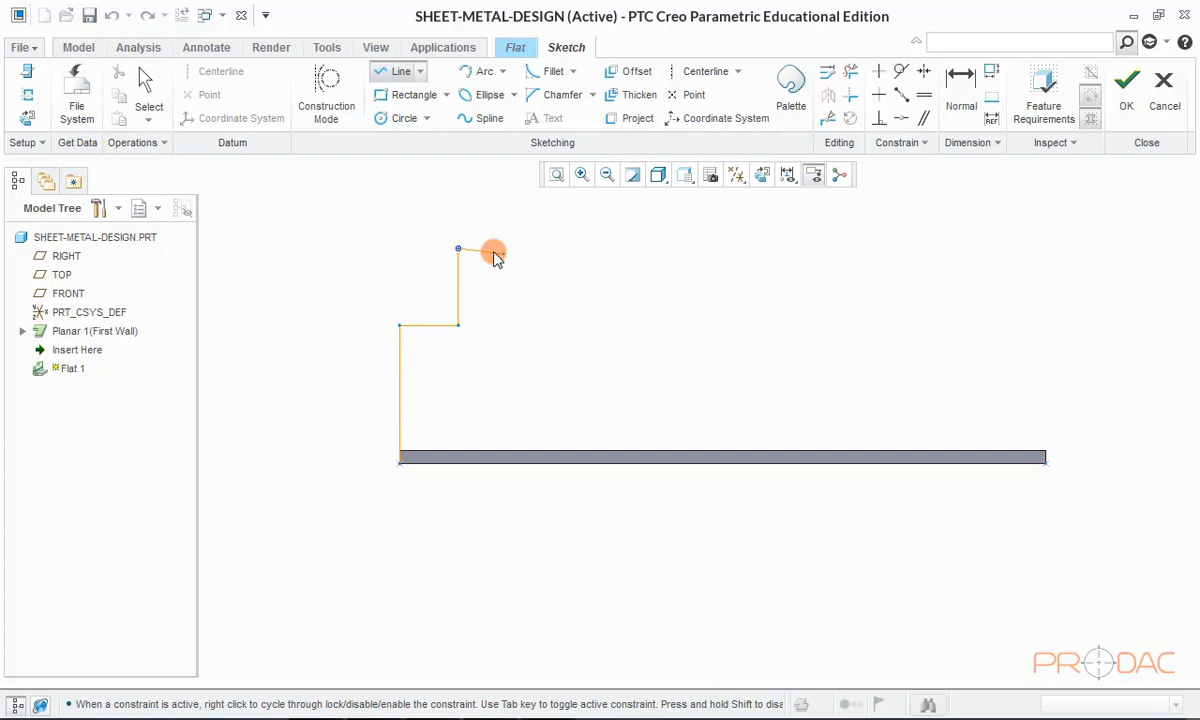 SHEET-METAL-DESIGN (Active) - PTC Creo Parametric Educational Edition
File Model Analysis Annotate Render Tools View Applications Flat Sketch
Line Arc Fillet Offset Centerline
Centerline
Rectangle Ellipse Chamfer Thicken Point
Point
Circle Spline Text Project Coordinate System
Coordinate System
File System
Select
Construction Mode
Palette
Normal
REF
Feature Requirements
OK
Cancel
Setup Get Data Operations Datum Sketching Editing Constrain Dimension Inspect Close
Model Tree
SHEET-METAL-DESIGN.PRT
RIGHT
TOP
FRONT
PRT_CSYS_DEF
Planar 1(First Wall)
Insert Here
Flat 1
PRODAC
• When a constraint is active, right click to cycle through lock/disable/enable the constraint. Use Tab key to toggle active constraint. Press and hold Shift to disa